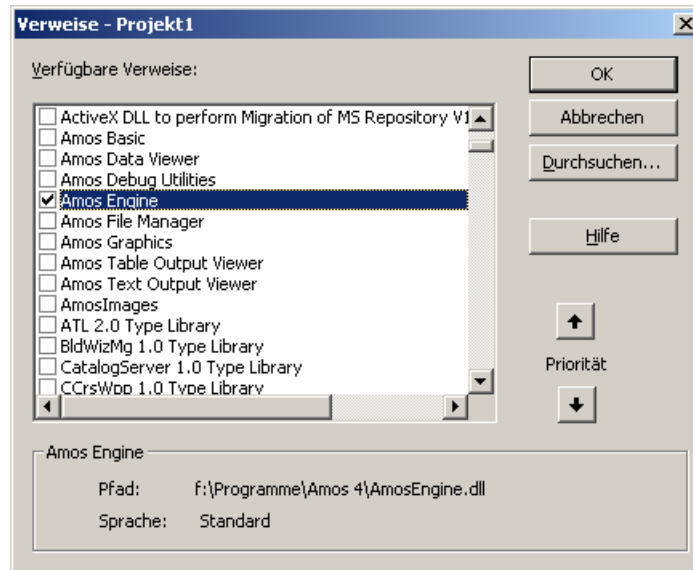 Verweise - Projekt1
Verfügbare Verweise:
ActiveX DLL to perform Migration of MS Repository V1
Amos Basic
Amos Data Viewer
Amos Debug Utilities
Amos Engine
Amos File Manager
Amos Graphics
Amos Table Output Viewer
Amos Text Output Viewer
AmosImages
ATL 2.0 Type Library
BldWizMg 1.0 Type Library
CatalogServer 1.0 Type Library
CCrsWpp 1.0 Type Library
OK
Abbrechen
Durchsuchen...
Hilfe
Priorität
Amos Engine
Pfad: f:\Programme\Amos 4\AmosEngine.dll
Sprache: Standard